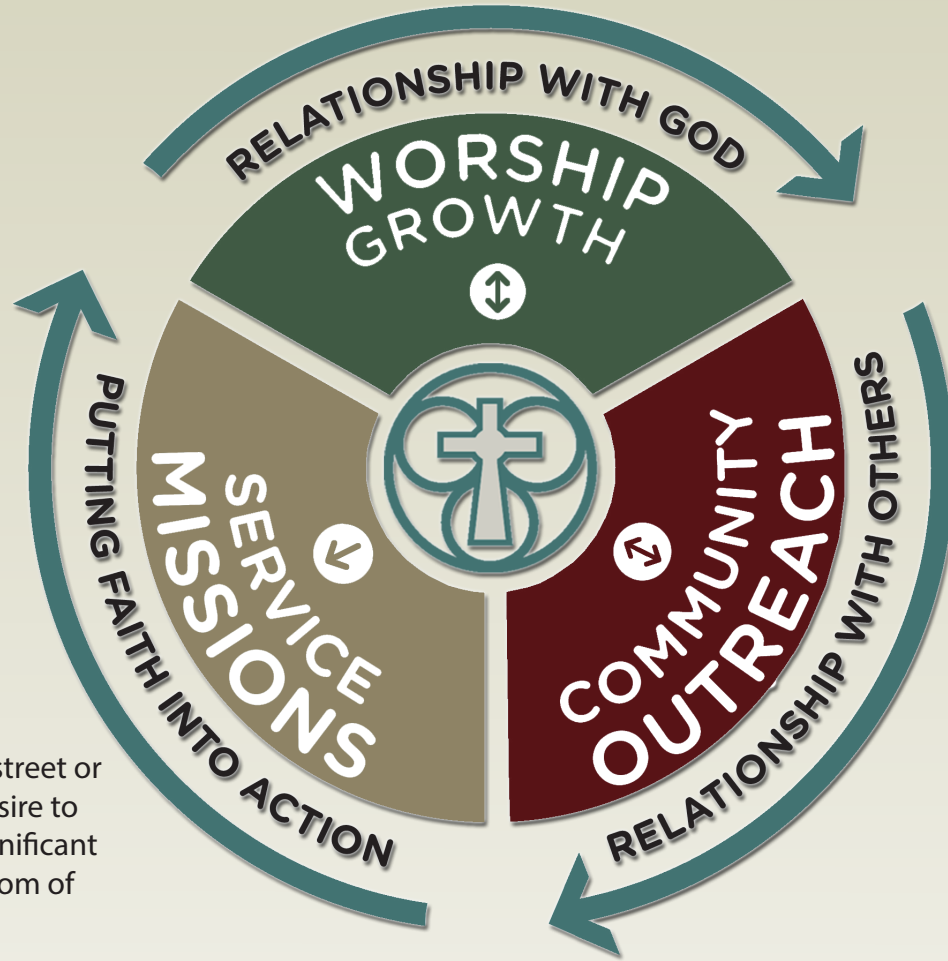 RELATIONSHIP WITH GOD
WORSHIP
GROWTH
RELATIONSHIP WITH OTHERS
COMMUNITY
OUTREACH
PUTTING FAITH INTO ACTION
SERVICE
MISSIONS
street or
sire to
nificant
om of